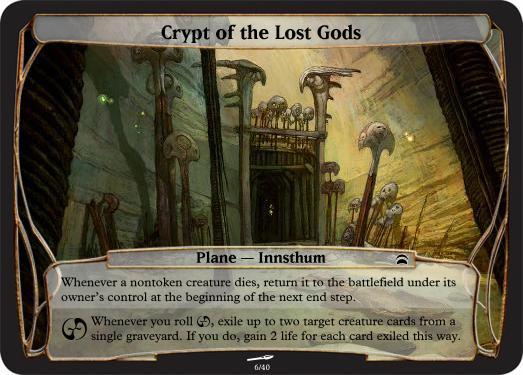 Crypt of the Lost Gods
Plane — Innsthum
Whenever a nontoken creature dies, return it to the battlefield under its
owner's control at the beginning of the next end step.
Whenever you roll , exile up to two target creature cards from a
single graveyard. If you do, gain 2 life for each card exiled this way.
6/40